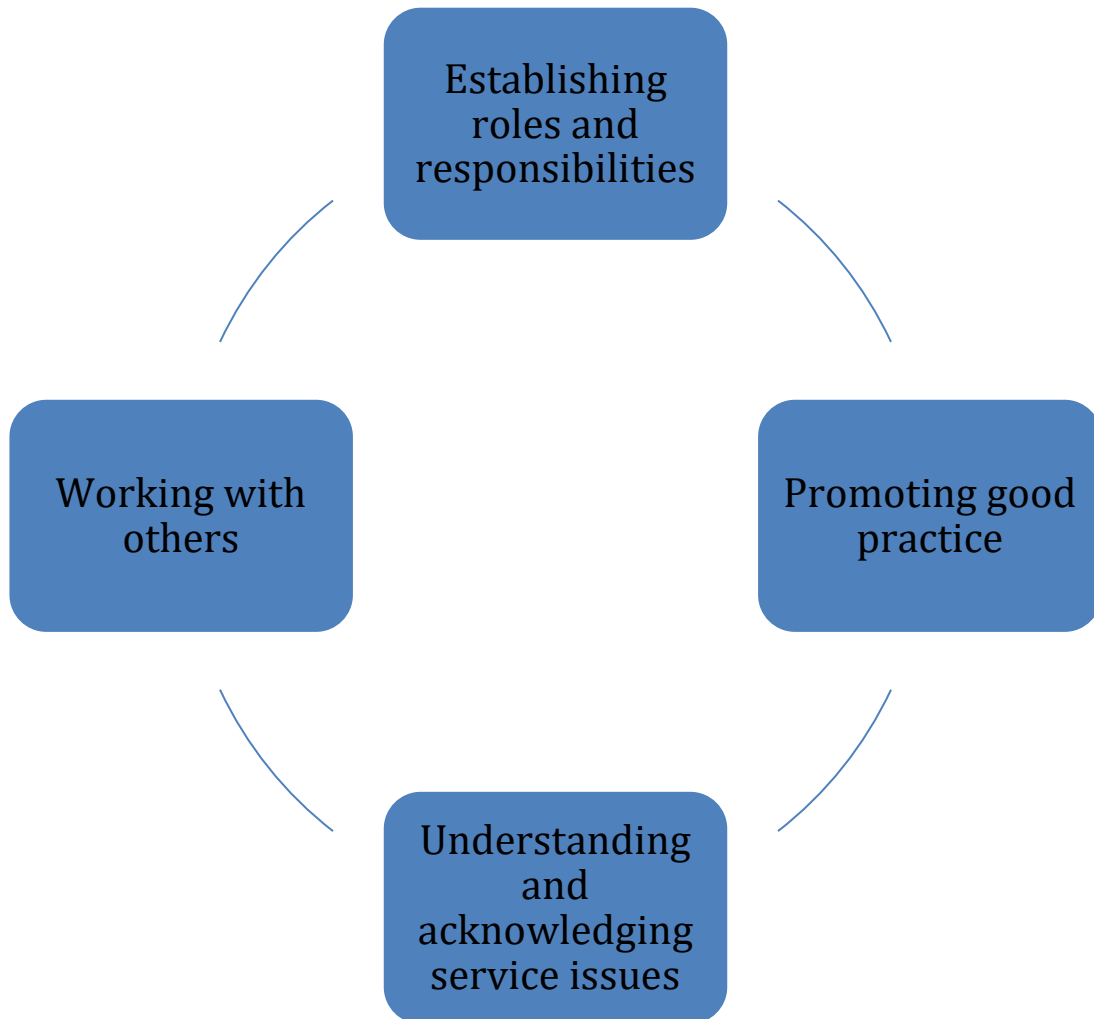 Establishing
roles and
responsibilities
Working with
others
Promoting good
practice
Understanding
and
acknowledging
service issues